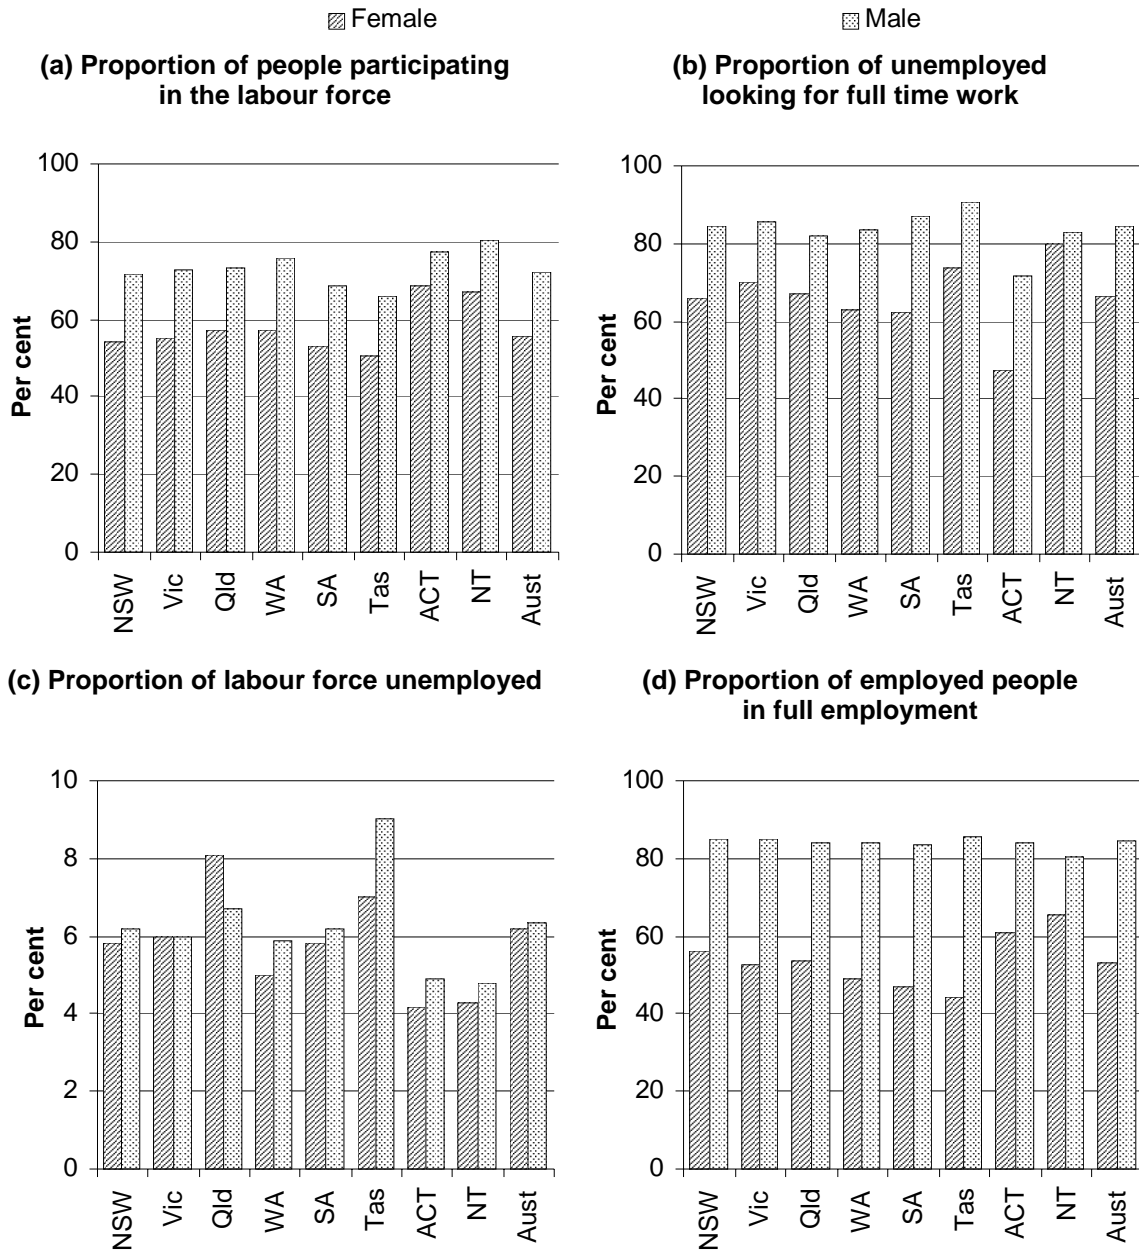 Female Male
(a) Proportion of people participating
in the labour force
100
80
60
40
20
0
Per cent
NSW Vic Qld WA SA Tas ACT NT Aust
(b) Proportion of unemployed
looking for full time work
100
80
60
40
20
0
Per cent
NSW Vic Qld WA SA Tas ACT NT Aust
(c) Proportion of labour force unemployed
10
8
6
4
2
0
Per cent
NSW Vic Qld WA SA Tas ACT NT Aust
(d) Proportion of employed people
in full employment
100
80
60
40
20
0
Per cent
NSW Vic Qld WA SA Tas ACT NT Aust